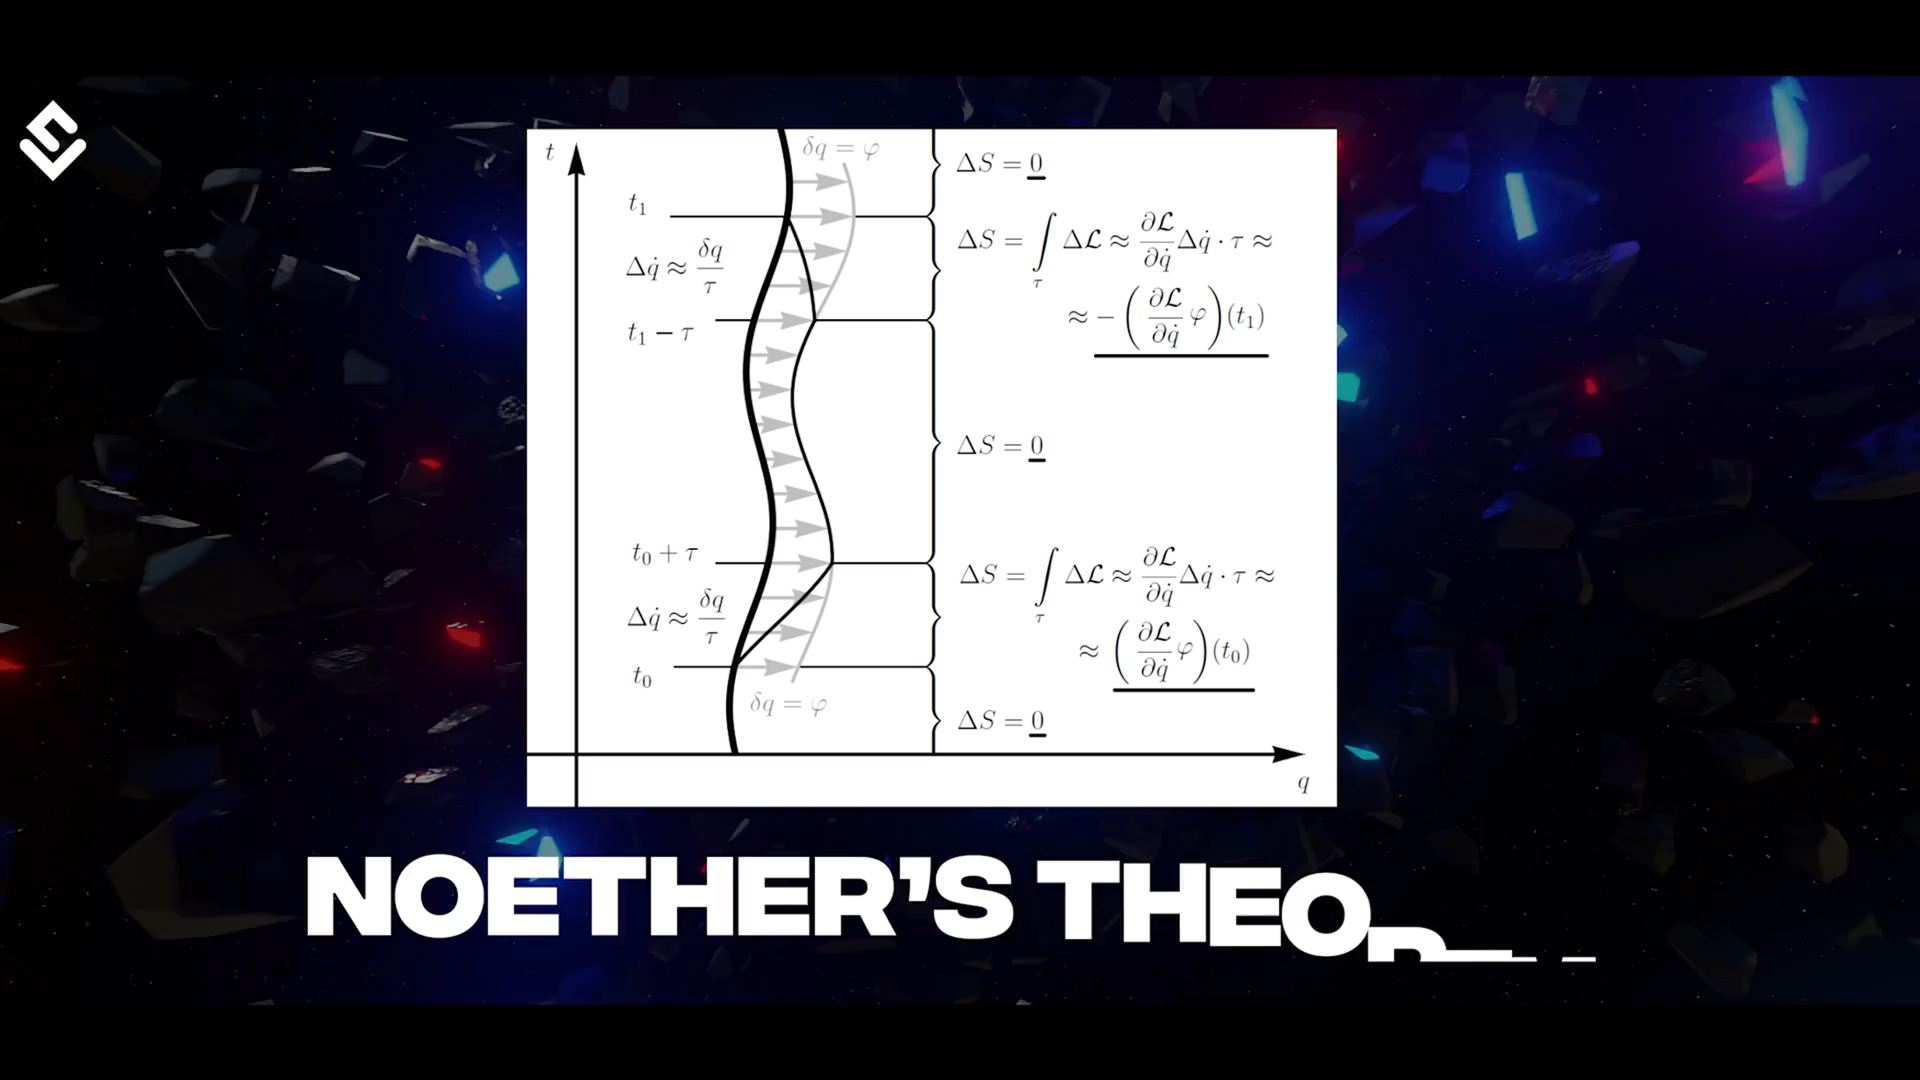 t
δq = φ
ΔS = 0
t₁
Δq̇ ≈ δq/τ
ΔS = ∫_τ Δℒ ≈ ∂ℒ/∂q̇ Δq̇ · τ ≈
≈ − (∂ℒ/∂q̇ φ)(t₁)
t₁ − τ
ΔS = 0
t₀ + τ
Δq̇ ≈ δq/τ
ΔS = ∫_τ Δℒ ≈ ∂ℒ/∂q̇ Δq̇ · τ ≈
≈ (∂ℒ/∂q̇ φ)(t₀)
t₀
δq = φ
ΔS = 0
q
NOETHER'S THEO